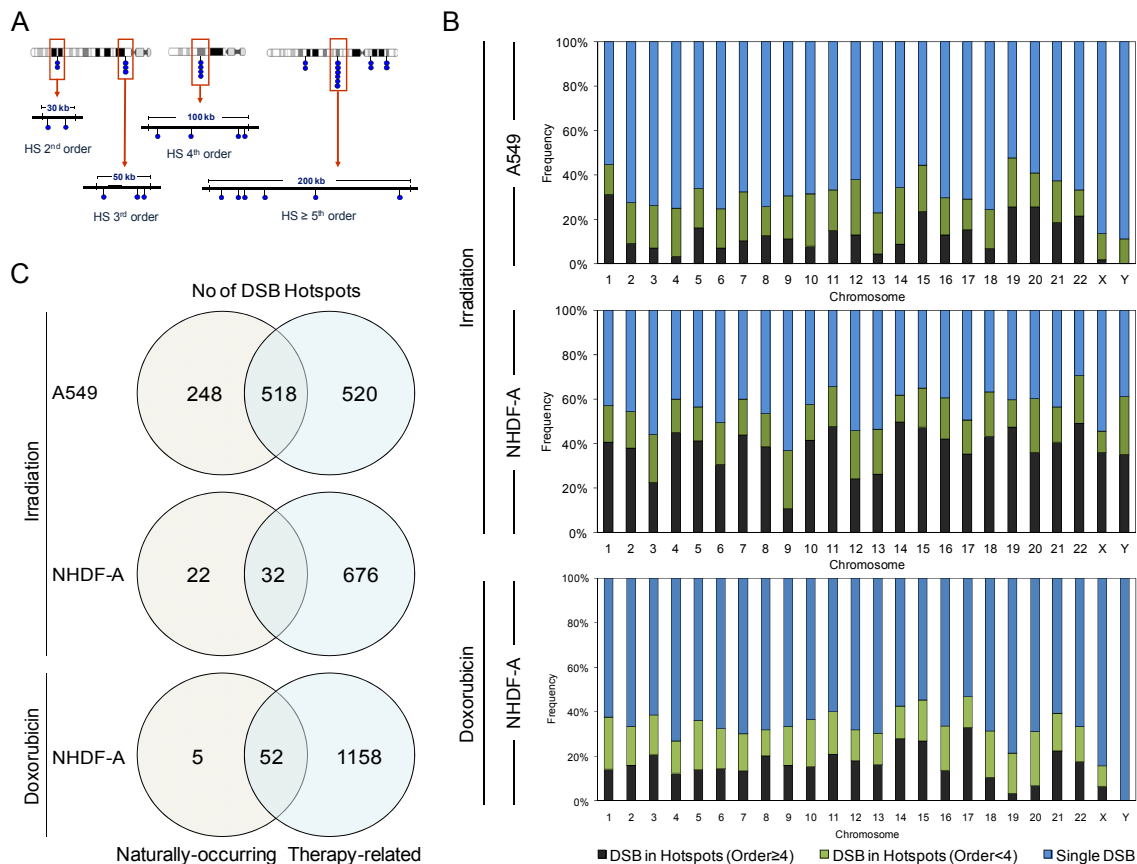 A
30 kb
HS 2nd order
50 kb
HS 3rd order
100 kb
HS 4th order
200 kb
HS ≥ 5th order
B
Irradiation
A549
Frequency
100%
80%
60%
40%
20%
0%
1 2 3 4 5 6 7 8 9 10 11 12 13 14 15 16 17 18 19 20 21 22 X Y
Chromosome
NHDF-A
Frequency
100%
80%
60%
40%
20%
0%
1 2 3 4 5 6 7 8 9 10 11 12 13 14 15 16 17 18 19 20 21 22 X Y
Chromosome
Doxorubicin
NHDF-A
Frequency
100%
80%
60%
40%
20%
0%
1 2 3 4 5 6 7 8 9 10 11 12 13 14 15 16 17 18 19 20 21 22 X Y
DSB in Hotspots (Order≥4) DSB in Hotspots (Order<4) Single DSB
C
No of DSB Hotspots
Irradiation
A549
248 518 520
NHDF-A
22 32 676
Doxorubicin
NHDF-A
5 52 1158
Naturally-occurring Therapy-related